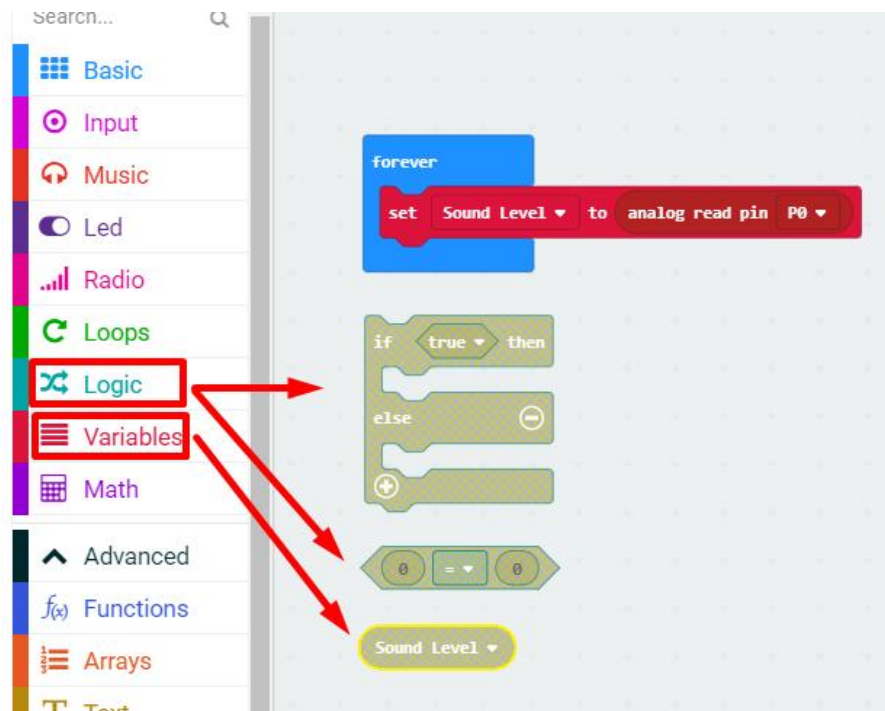 Search...
Basic
Input
Music
Led
Radio
Loops
Logic
Variables
Math
Advanced
f(x) Functions
Arrays
Text
forever
set Sound Level to analog read pin P0
if true then
else
0 = 0
Sound Level